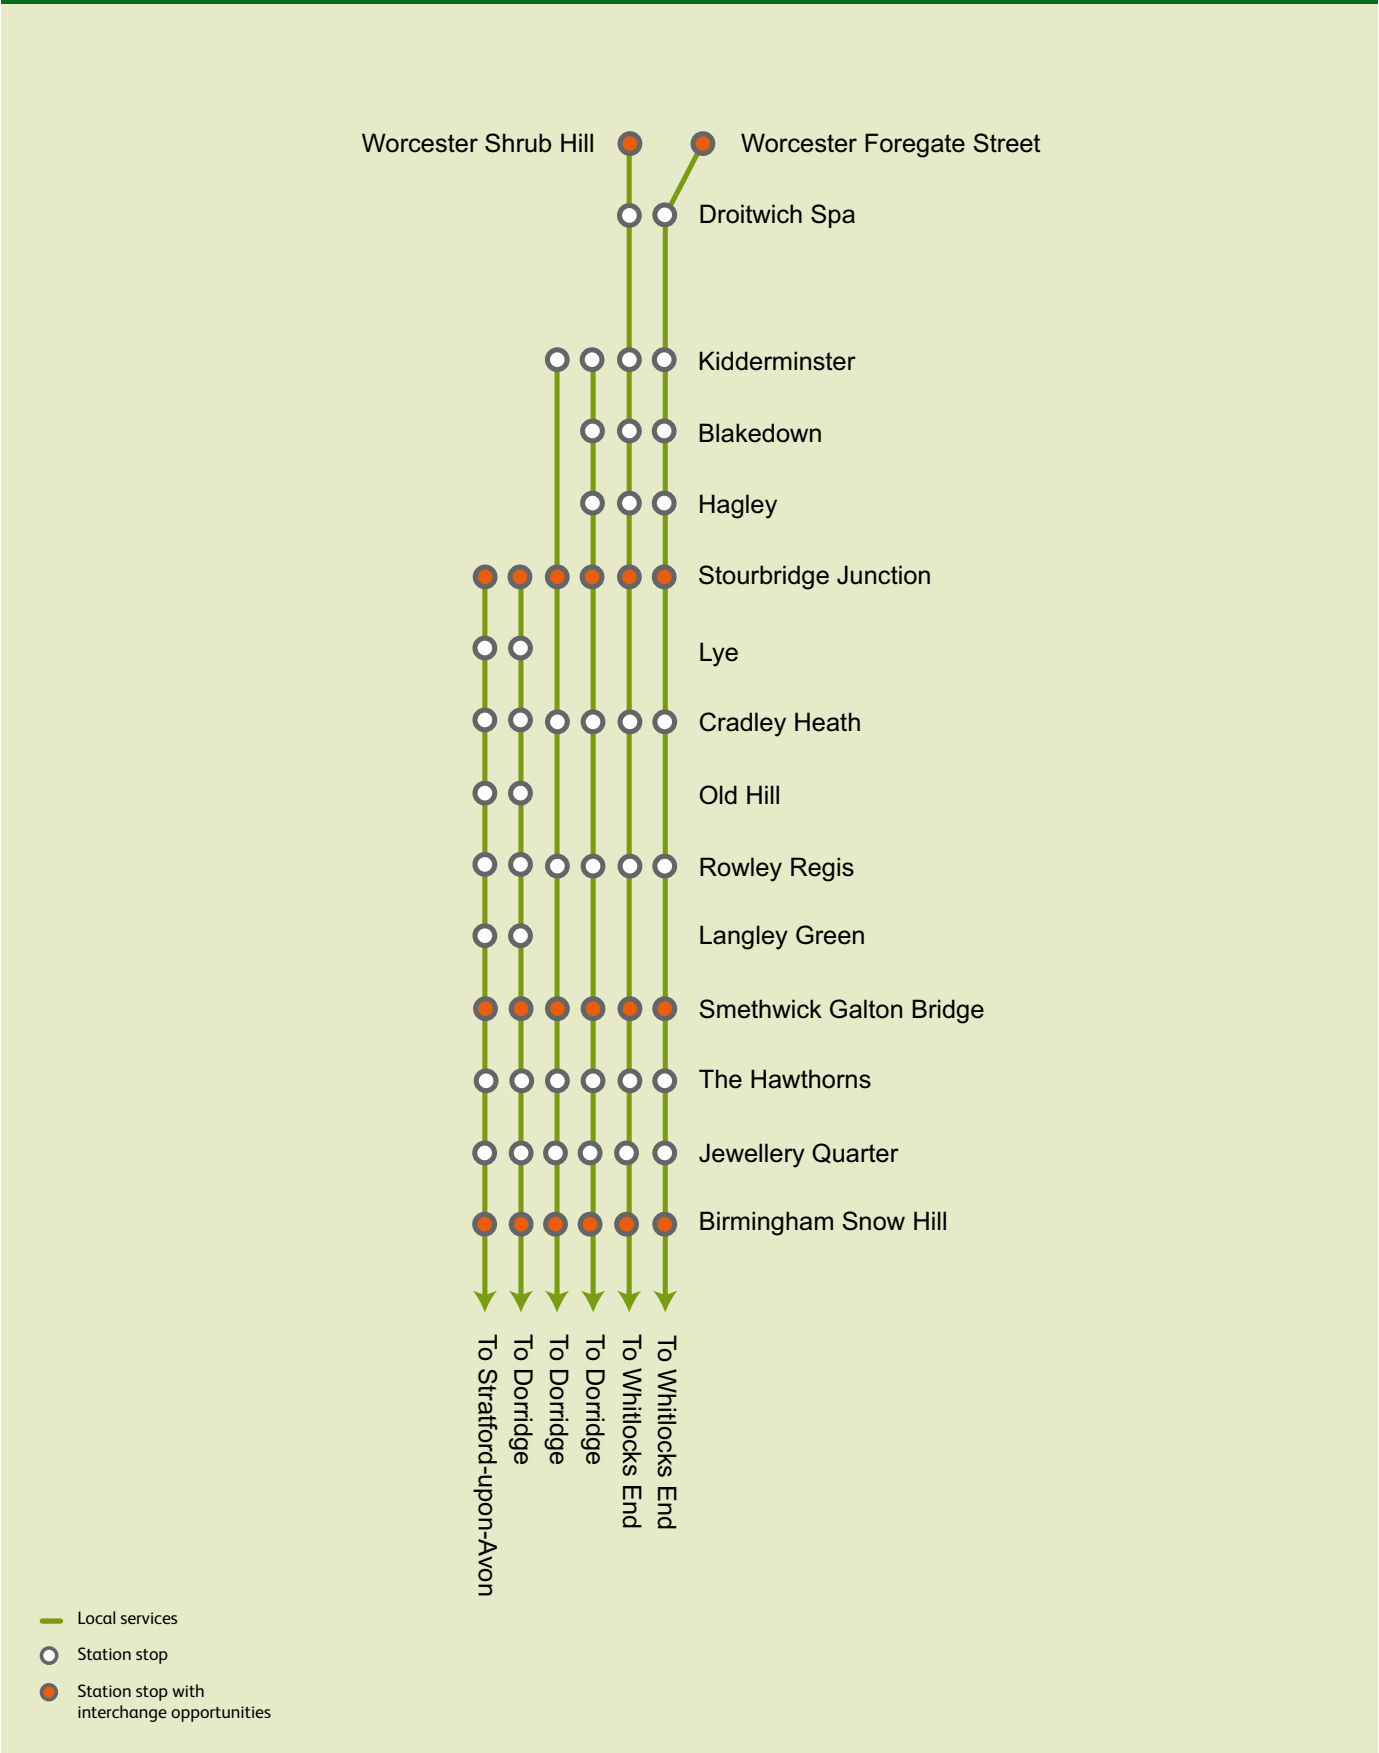 Worcester Shrub Hill
Worcester Foregate Street
Droitwich Spa
Kidderminster
Blakedown
Hagley
Stourbridge Junction
Lye
Cradley Heath
Old Hill
Rowley Regis
Langley Green
Smethwick Galton Bridge
The Hawthorns
Jewellery Quarter
Birmingham Snow Hill
To Stratford-upon-Avon
To Dorridge
To Dorridge
To Dorridge
To Whitlocks End
To Whitlocks End
Local services
Station stop
Station stop with
interchange opportunities